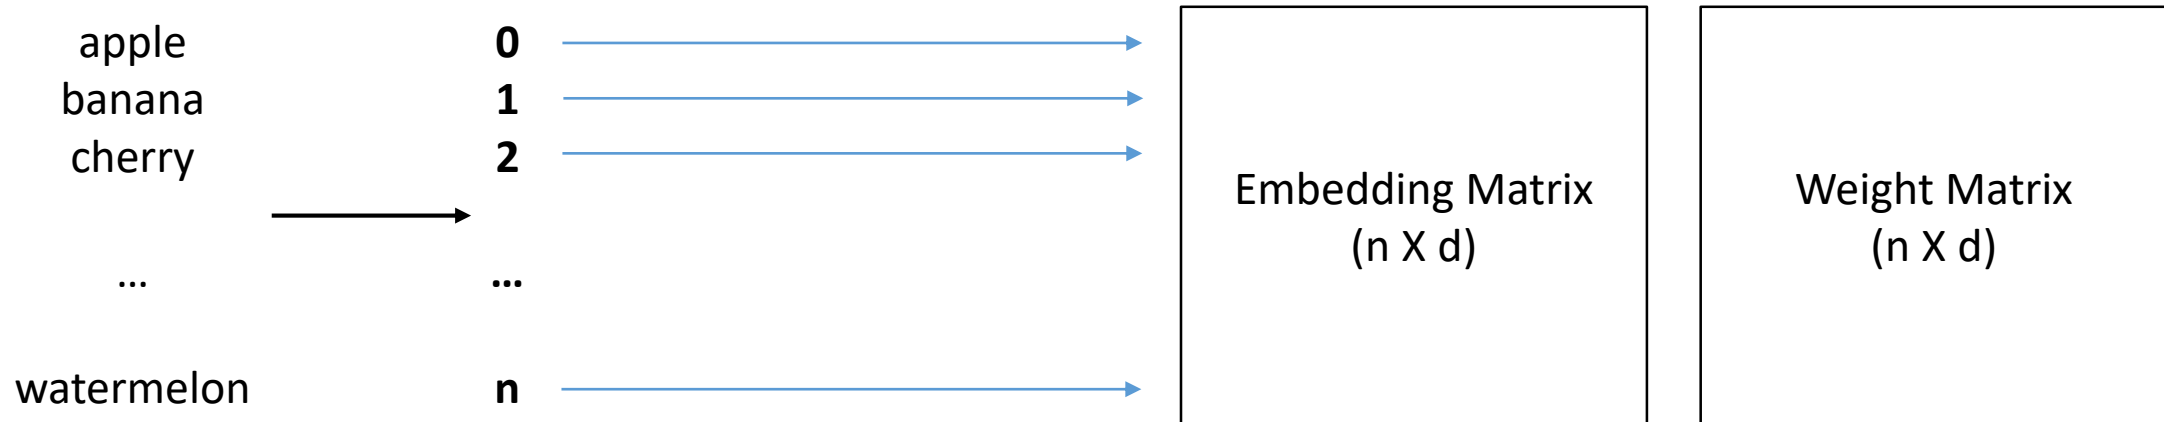 apple 0
banana 1
cherry 2
... ...
watermelon n
Embedding Matrix
(n X d)
Weight Matrix
(n X d)